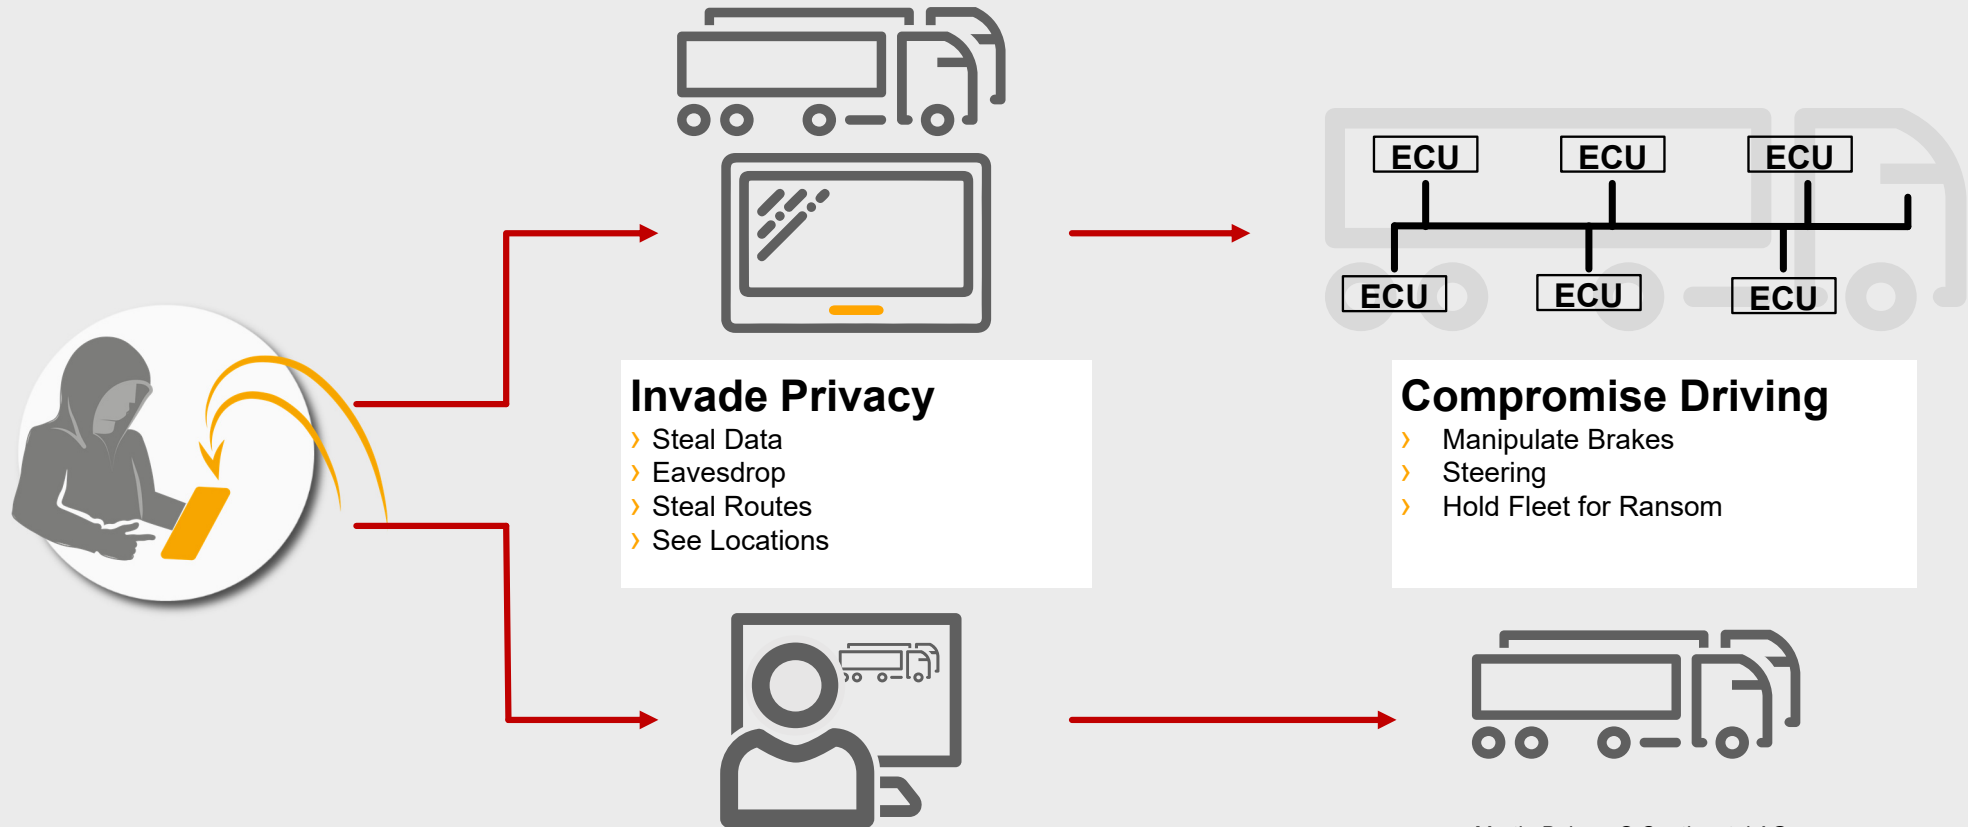 ECU ECU ECU
ECU ECU ECU
Invade Privacy
› Steal Data
› Eavesdrop
› Steal Routes
› See Locations
Compromise Driving
› Manipulate Brakes
› Steering
› Hold Fleet for Ransom